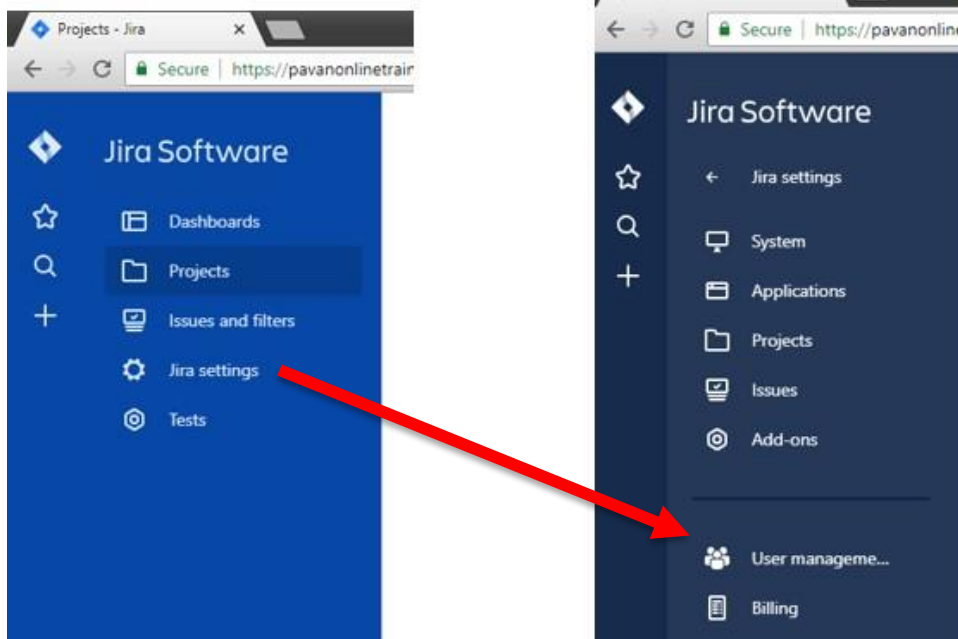 Projects - Jira
Secure | https://pavanonlinetrain
Jira Software
Dashboards
Projects
Issues and filters
Jira settings
Tests
Secure | https://pavanonline
Jira Software
Jira settings
System
Applications
Projects
Issues
Add-ons
User manageme...
Billing